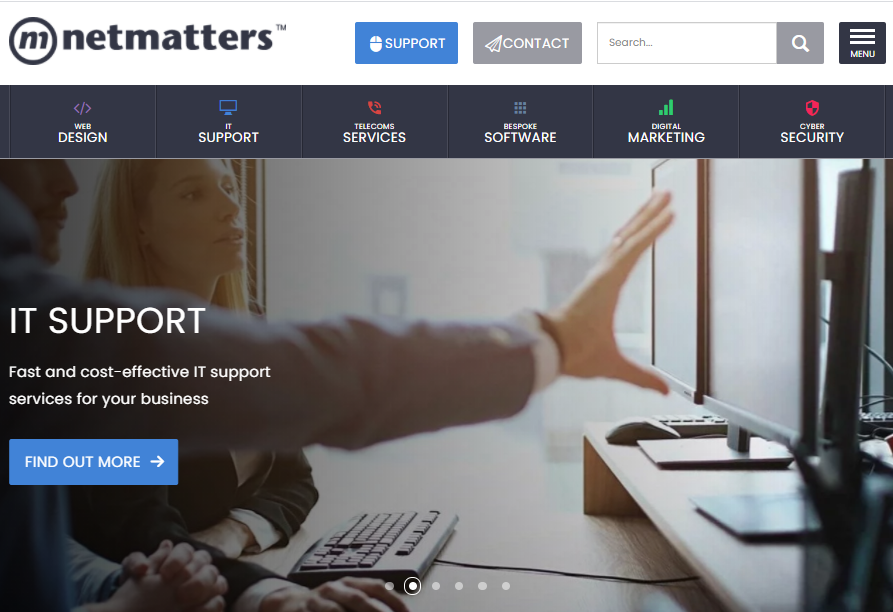 m netmatters™
SUPPORT
CONTACT
Search...
MENU
WEB
DESIGN
IT
SUPPORT
TELECOMS
SERVICES
BESPOKE
SOFTWARE
DIGITAL
MARKETING
CYBER
SECURITY
IT SUPPORT
Fast and cost-effective IT support
services for your business
FIND OUT MORE →